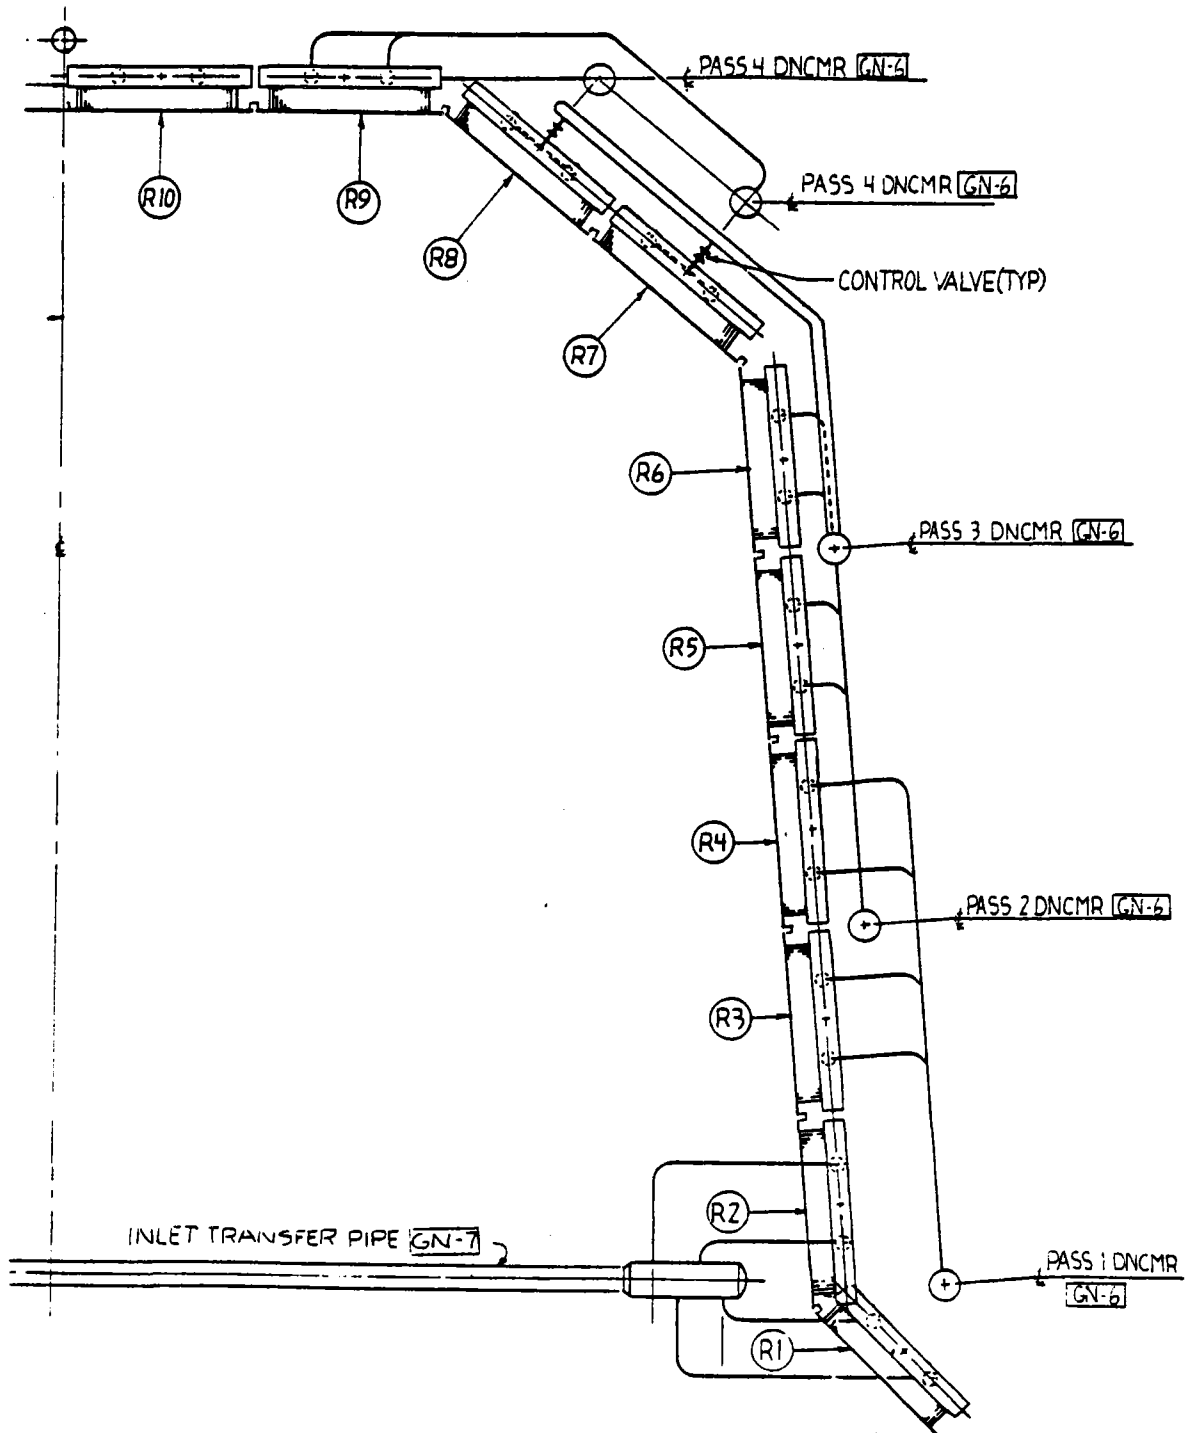 PASS 4 DNCMR GN-6
R10
R9
PASS 4 DNCMR GN-6
R8
CONTROL VALVE(TYP)
R7
R6
PASS 3 DNCMR GN-6
R5
R4
PASS 2 DNCMR GN-6
R3
R2
INLET TRANSFER PIPE GN-7
PASS 1 DNCMR
GN-6
R1